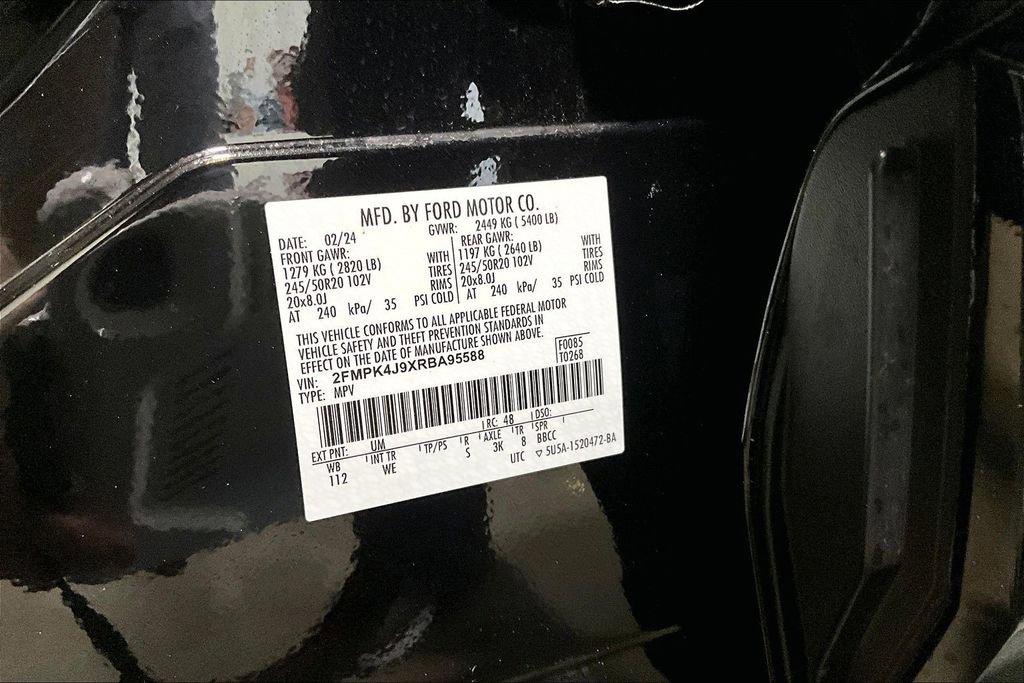 MFD. BY FORD MOTOR CO.
DATE: 02/24 GVWR: 2449 KG ( 5400 LB)
FRONT GAWR: REAR GAWR:
1279 KG ( 2820 LB) WITH 1197 KG ( 2640 LB) WITH
245/50R20 102V TIRES 245/50R20 102V TIRES
20x8.0J RIMS 20x8.0J RIMS
AT 240 kPa/ 35 PSI COLD AT 240 kPa/ 35 PSI COLD
THIS VEHICLE CONFORMS TO ALL APPLICABLE FEDERAL MOTOR
VEHICLE SAFETY AND THEFT PREVENTION STANDARDS IN
EFFECT ON THE DATE OF MANUFACTURE SHOWN ABOVE.
VIN: 2FMPK4J9XRBA95588 F0085
TYPE: MPV T0268
EXT PNT: UM RC: 48 DSO:
WB INT TR TP/PS R AXLE TR SPR
112 WE S 3K 8 BBCC
UTC ▽ 5U5A-1520472-BA